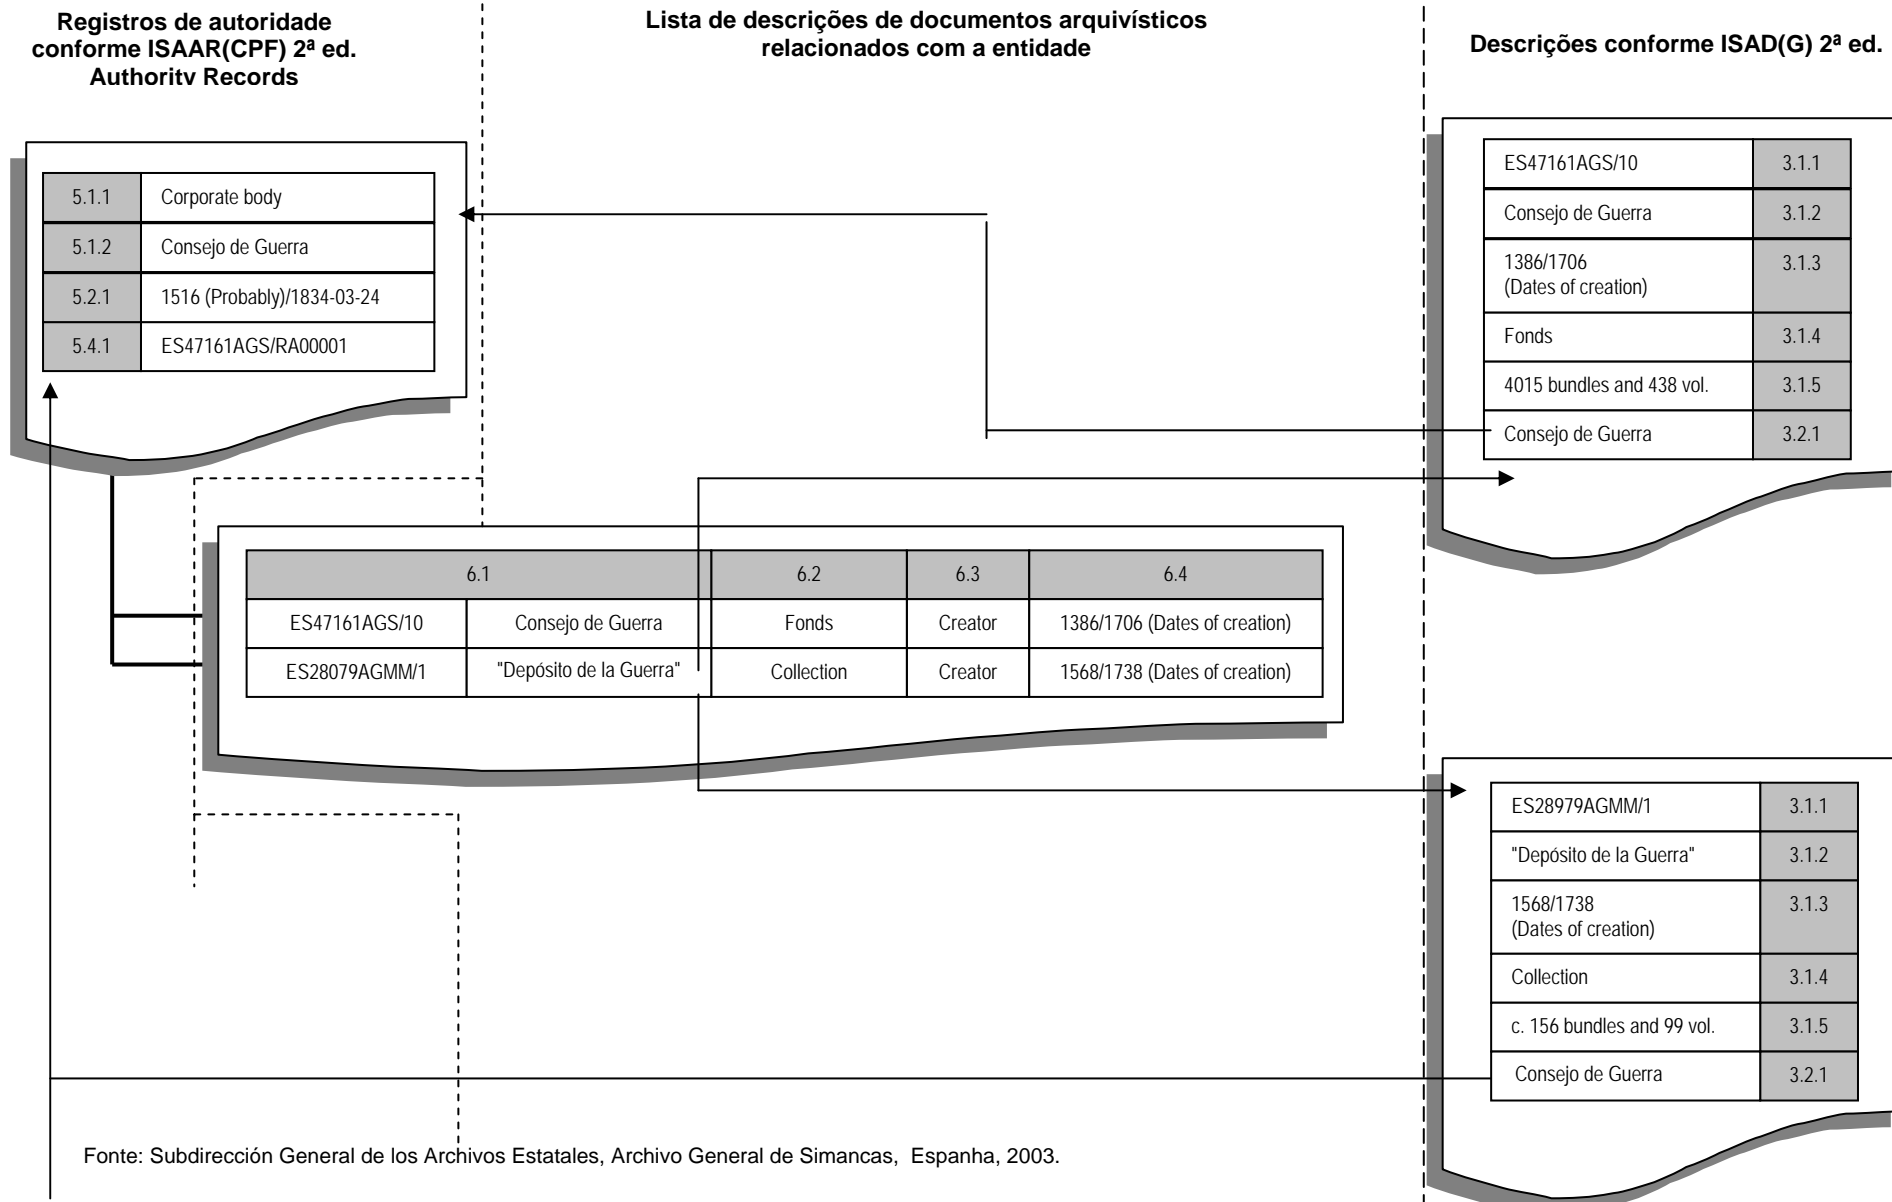 Registros de autoridade
conforme ISAAR(CPF) 2ª ed.
Authority Records
Lista de descrições de documentos arquivísticos
relacionados com a entidade
Descrições conforme ISAD(G) 2ª ed.
5.1.1 Corporate body
5.1.2 Consejo de Guerra
5.2.1 1516 (Probably)/1834-03-24
5.4.1 ES47161AGS/RA00001
ES47161AGS/10 3.1.1
Consejo de Guerra 3.1.2
1386/1706 3.1.3
(Dates of creation)
Fonds 3.1.4
4015 bundles and 438 vol. 3.1.5
Consejo de Guerra 3.2.1
6.1 6.2 6.3 6.4
ES47161AGS/10 Consejo de Guerra Fonds Creator 1386/1706 (Dates of creation)
ES28079AGMM/1 "Depósito de la Guerra" Collection Creator 1568/1738 (Dates of creation)
ES28979AGMM/1 3.1.1
"Depósito de la Guerra" 3.1.2
1568/1738 3.1.3
(Dates of creation)
Collection 3.1.4
c. 156 bundles and 99 vol. 3.1.5
Consejo de Guerra 3.2.1
Fonte: Subdirección General de los Archivos Estatales, Archivo General de Simancas, Espanha, 2003.